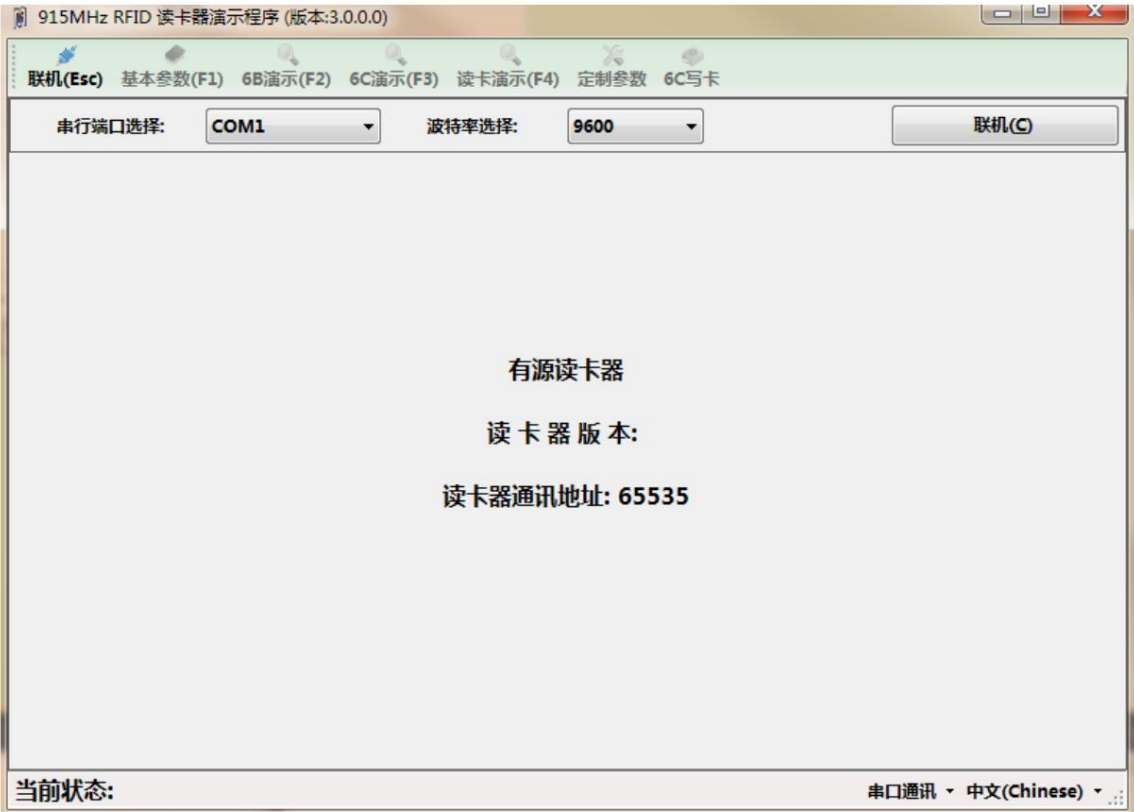 915MHz RFID 读卡器演示程序 (版本:3.0.0.0)
联机(Esc) 基本参数(F1) 6B演示(F2) 6C演示(F3) 读卡演示(F4) 定制参数 6C写卡
串行端口选择: COM1 波特率选择: 9600 联机(C)
有源读卡器
读 卡 器 版 本:
读卡器通讯地址: 65535
当前状态: 串口通讯 中文(Chinese)